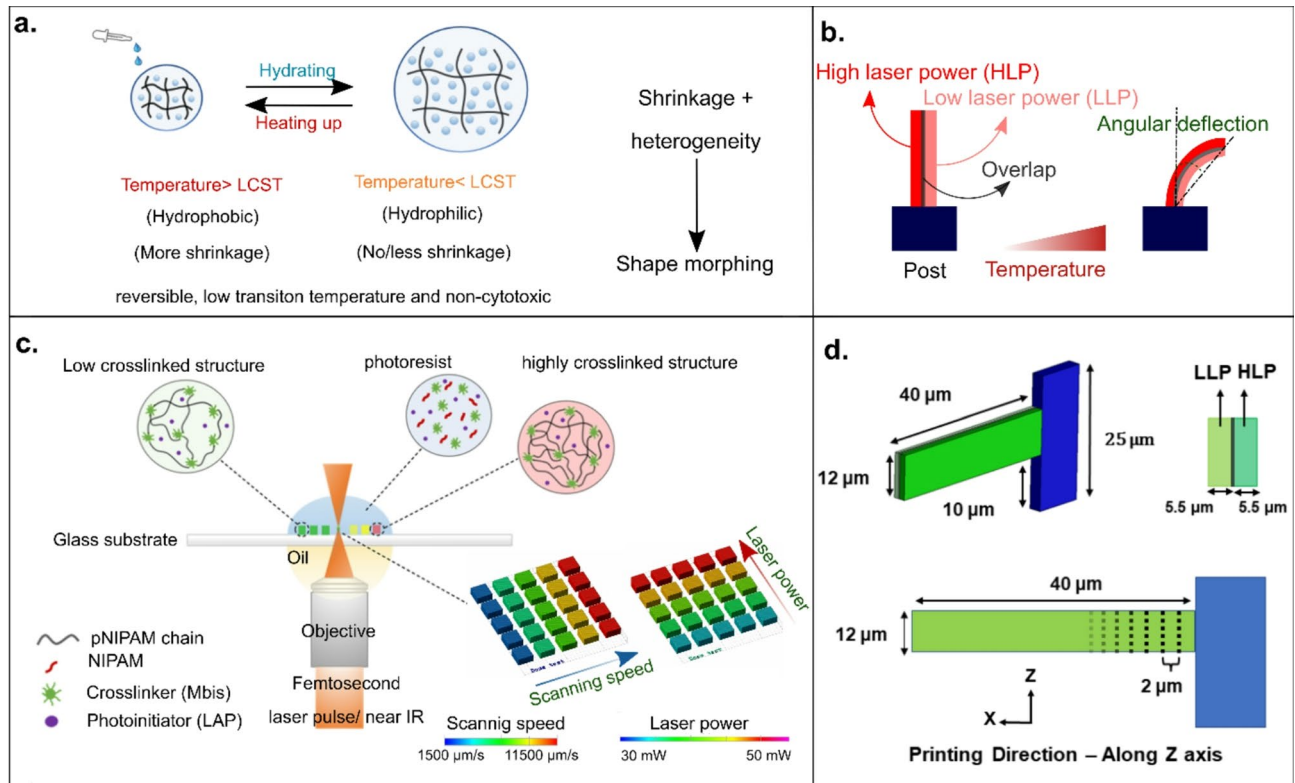 a.
Hydrating
Heating up
Temperature> LCST
(Hydrophobic)
(More shrinkage)
Temperature< LCST
(Hydrophilic)
(No/less shrinkage)
reversible, low transiton temperature and non-cytotoxic
Shrinkage +
heterogeneity
Shape morphing
b.
High laser power (HLP)
Low laser power (LLP)
Overlap
Post
Temperature
Angular deflection
c.
Low crosslinked structure
photoresist
highly crosslinked structure
Glass substrate
Oil
Objective
Femtosecond
laser pulse/ near IR
pNIPAM chain
NIPAM
Crosslinker (Mbis)
Photoinitiator (LAP)
Scanning speed
Laser power
Scannig speed
1500 µm/s
11500 µm/s
Laser power
30 mW
50 mW
d.
40 µm
12 µm
10 µm
25 µm
LLP
HLP
5.5 µm
5.5 µm
40 µm
12 µm
2 µm
Z
X
Printing Direction – Along Z axis